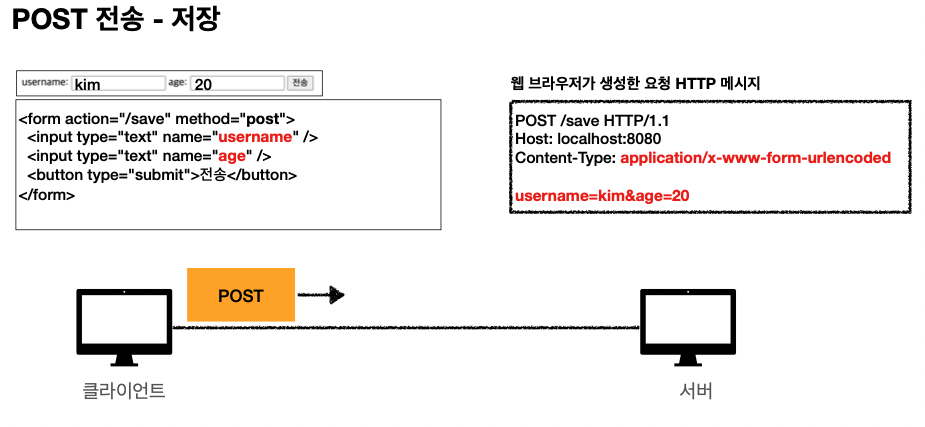 POST 전송 - 저장
username: kim age: 20 전송
<form action="/save" method="post">
<input type="text" name="username" />
<input type="text" name="age" />
<button type="submit">전송</button>
</form>
웹 브라우저가 생성한 요청 HTTP 메시지
POST /save HTTP/1.1
Host: localhost:8080
Content-Type: application/x-www-form-urlencoded
username=kim&age=20
POST
클라이언트
서버